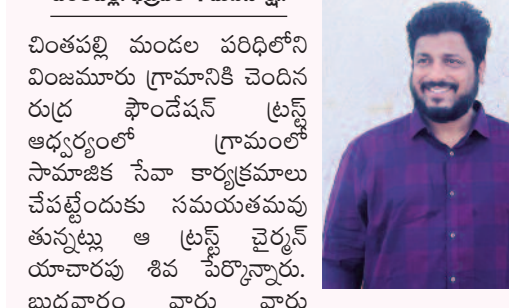 చింతపల్లి మండల పరిధిలోని
వింజమూరు గ్రామానికి చెందిన
రుద్ర ఫౌండేషన్ ట్రస్ట్
ఆధ్వర్యంలో గ్రామంలో
సామాజిక సేవా కార్యక్రమాలు
చేపట్టేందుకు సమయతమవు
తున్నట్లు ఆ ట్రస్ట్ చైర్మన్
యాచారపు శివ పేర్కొన్నారు.
బుధవారం వారు వారు